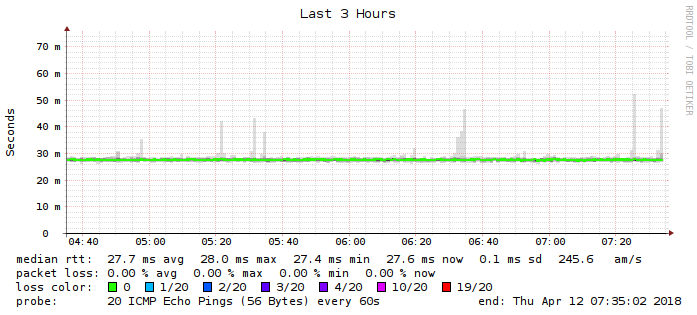 Last 3 Hours
RRDTOOL / TOBI OETIKER
Seconds
70 m
60 m
50 m
40 m
30 m
20 m
10 m
0
04:40 05:00 05:20 05:40 06:00 06:20 06:40 07:00 07:20
median rtt: 27.7 ms avg 28.0 ms max 27.4 ms min 27.6 ms now 0.1 ms sd 245.6 am/s
packet loss: 0.00 % avg 0.00 % max 0.00 % min 0.00 % now
loss color: 0 1/20 2/20 3/20 4/20 10/20 19/20
probe: 20 ICMP Echo Pings (56 Bytes) every 60s end: Thu Apr 12 07:35:02 2018